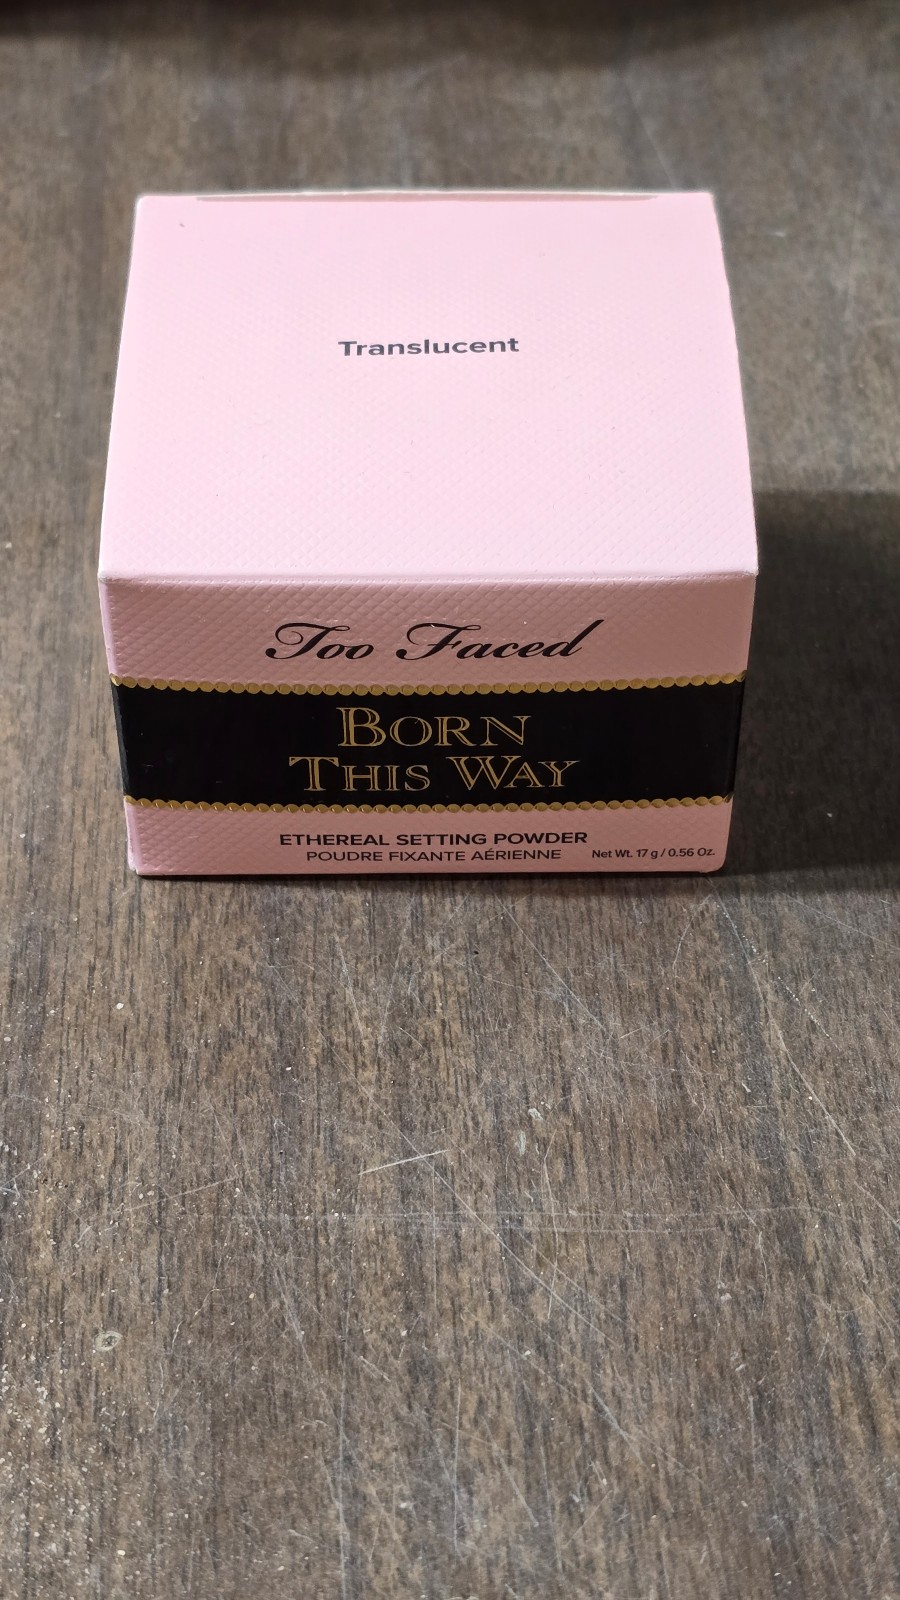 Translucent
Too Faced
BORN
THIS WAY
ETHEREAL SETTING POWDER
POUDRE FIXANTE AÉRIENNE Net Wt. 17 g / 0.56 Oz.